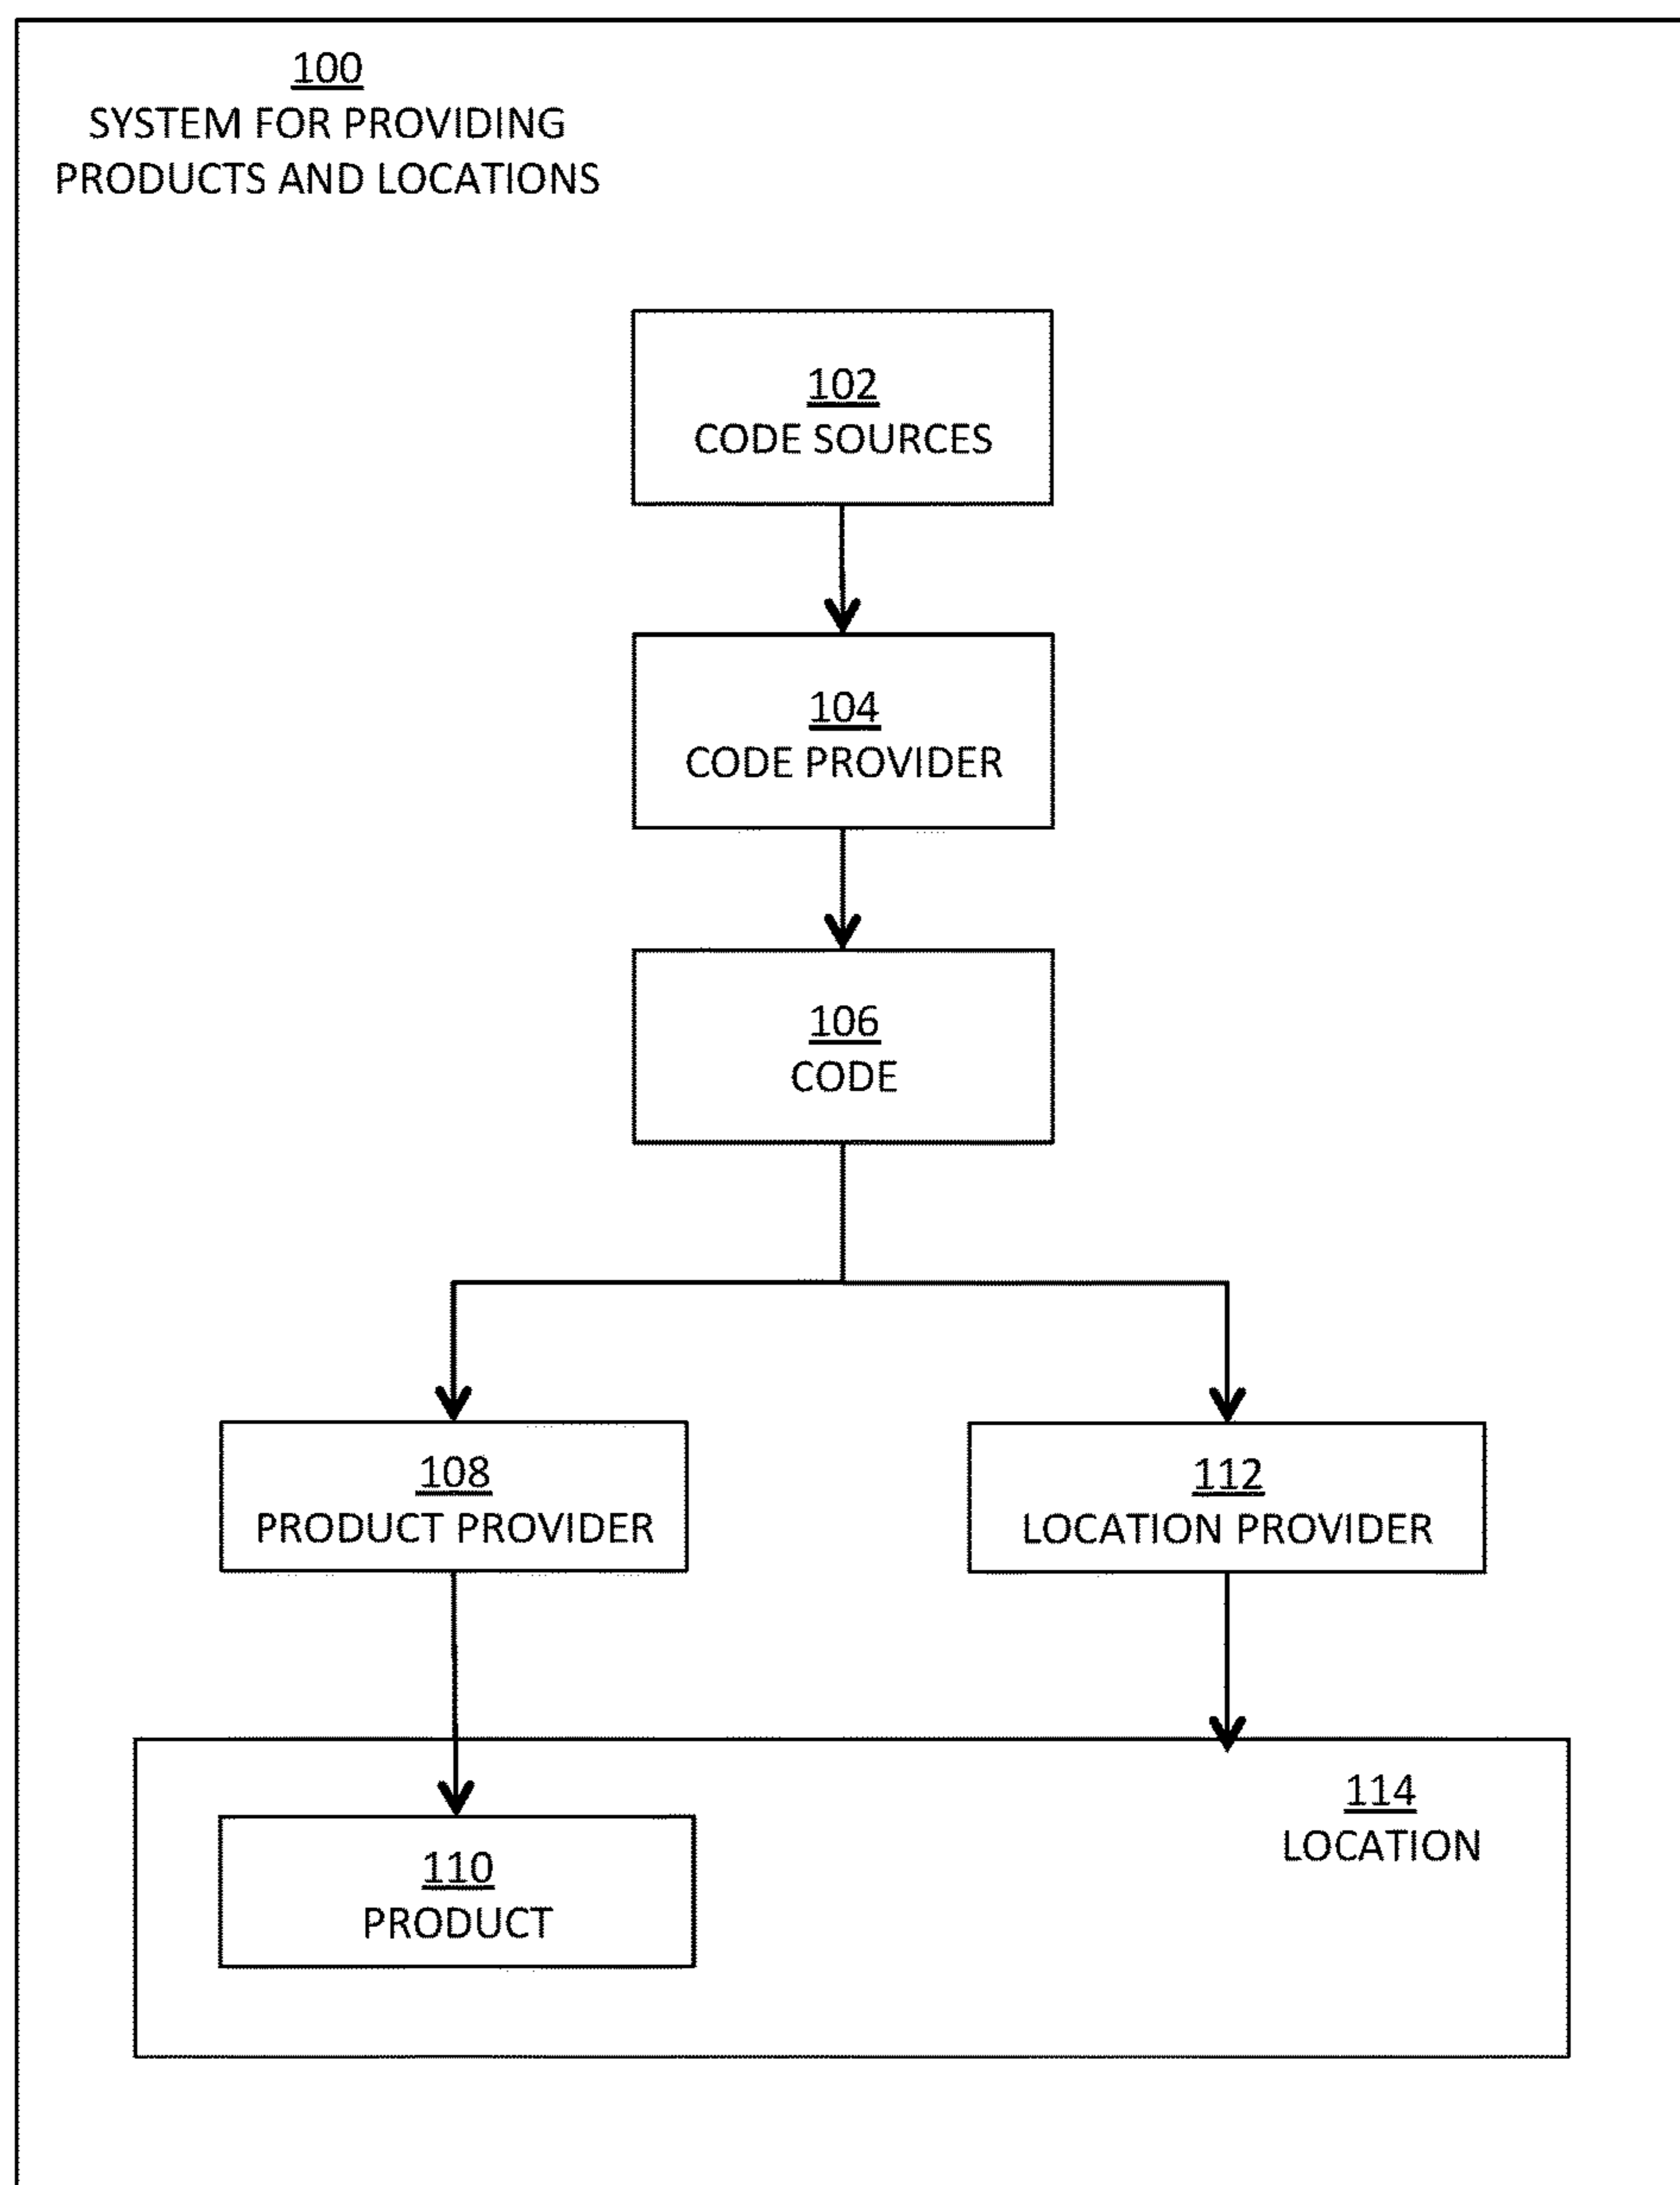 100
SYSTEM FOR PROVIDING
PRODUCTS AND LOCATIONS
102
CODE SOURCES
104
CODE PROVIDER
106
CODE
108
PRODUCT PROVIDER
112
LOCATION PROVIDER
114
LOCATION
110
PRODUCT